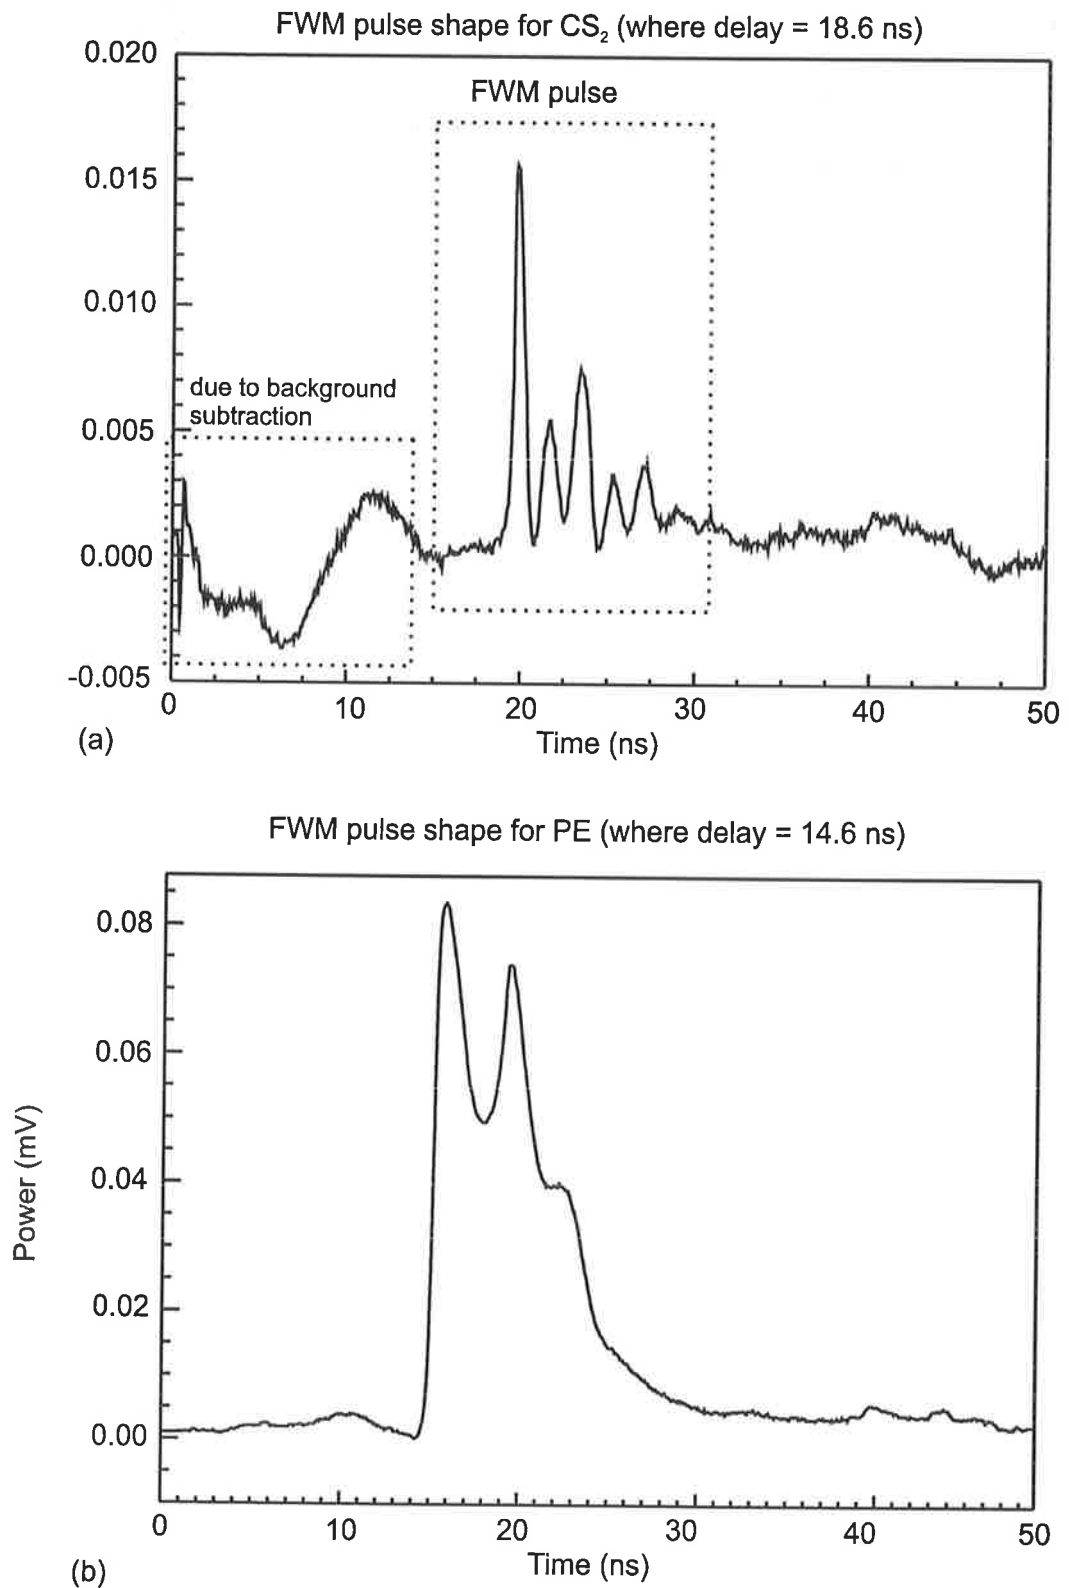 FWM pulse shape for CS₂ (where delay = 18.6 ns)
0.020
FWM pulse
0.015
0.010
due to background
subtraction
0.005
0.000
-0.005
0 10 20 30 40 50
(a)
Time (ns)
FWM pulse shape for PE (where delay = 14.6 ns)
0.08
0.06
Power (mV)
0.04
0.02
0.00
0 10 20 30 40 50
Time (ns)
(b)